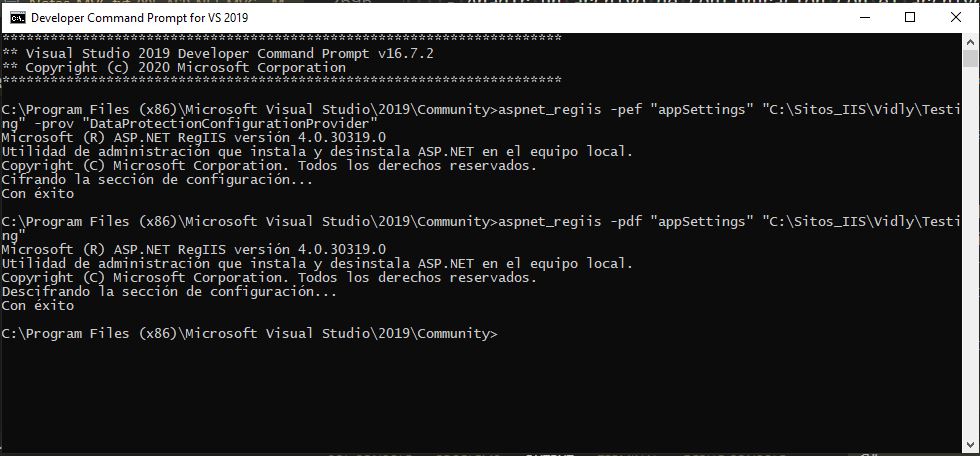 Developer Command Prompt for VS 2019
**********************************************************************
** Visual Studio 2019 Developer Command Prompt v16.7.2
** Copyright (c) 2020 Microsoft Corporation
**********************************************************************
C:\Program Files (x86)\Microsoft Visual Studio\2019\Community>aspnet_regiis -pef "appSettings" "C:\Sitos_IIS\Vidly\Testi
ng" -prov "DataProtectionConfigurationProvider"
Microsoft (R) ASP.NET RegIIS versión 4.0.30319.0
Utilidad de administración que instala y desinstala ASP.NET en el equipo local.
Copyright (C) Microsoft Corporation. Todos los derechos reservados.
Cifrando la sección de configuración...
Con éxito
C:\Program Files (x86)\Microsoft Visual Studio\2019\Community>aspnet_regiis -pdf "appSettings" "C:\Sitos_IIS\Vidly\Testi
ng"
Microsoft (R) ASP.NET RegIIS versión 4.0.30319.0
Utilidad de administración que instala y desinstala ASP.NET en el equipo local.
Copyright (C) Microsoft Corporation. Todos los derechos reservados.
Descifrando la sección de configuración...
Con éxito
C:\Program Files (x86)\Microsoft Visual Studio\2019\Community>